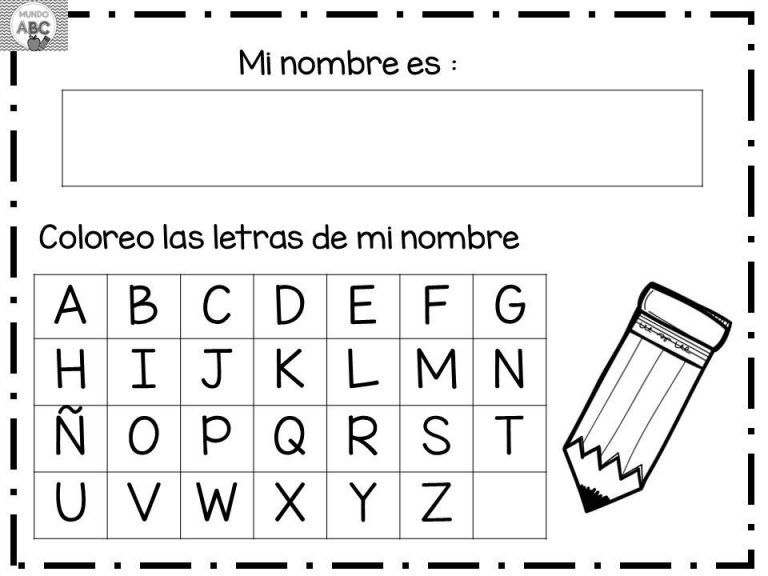 MUNDO
ABC
Mi nombre es :
Coloreo las letras de mi nombre
A B C D E F G
H I J K L M N
Ñ O P Q R S T
U V W X Y Z